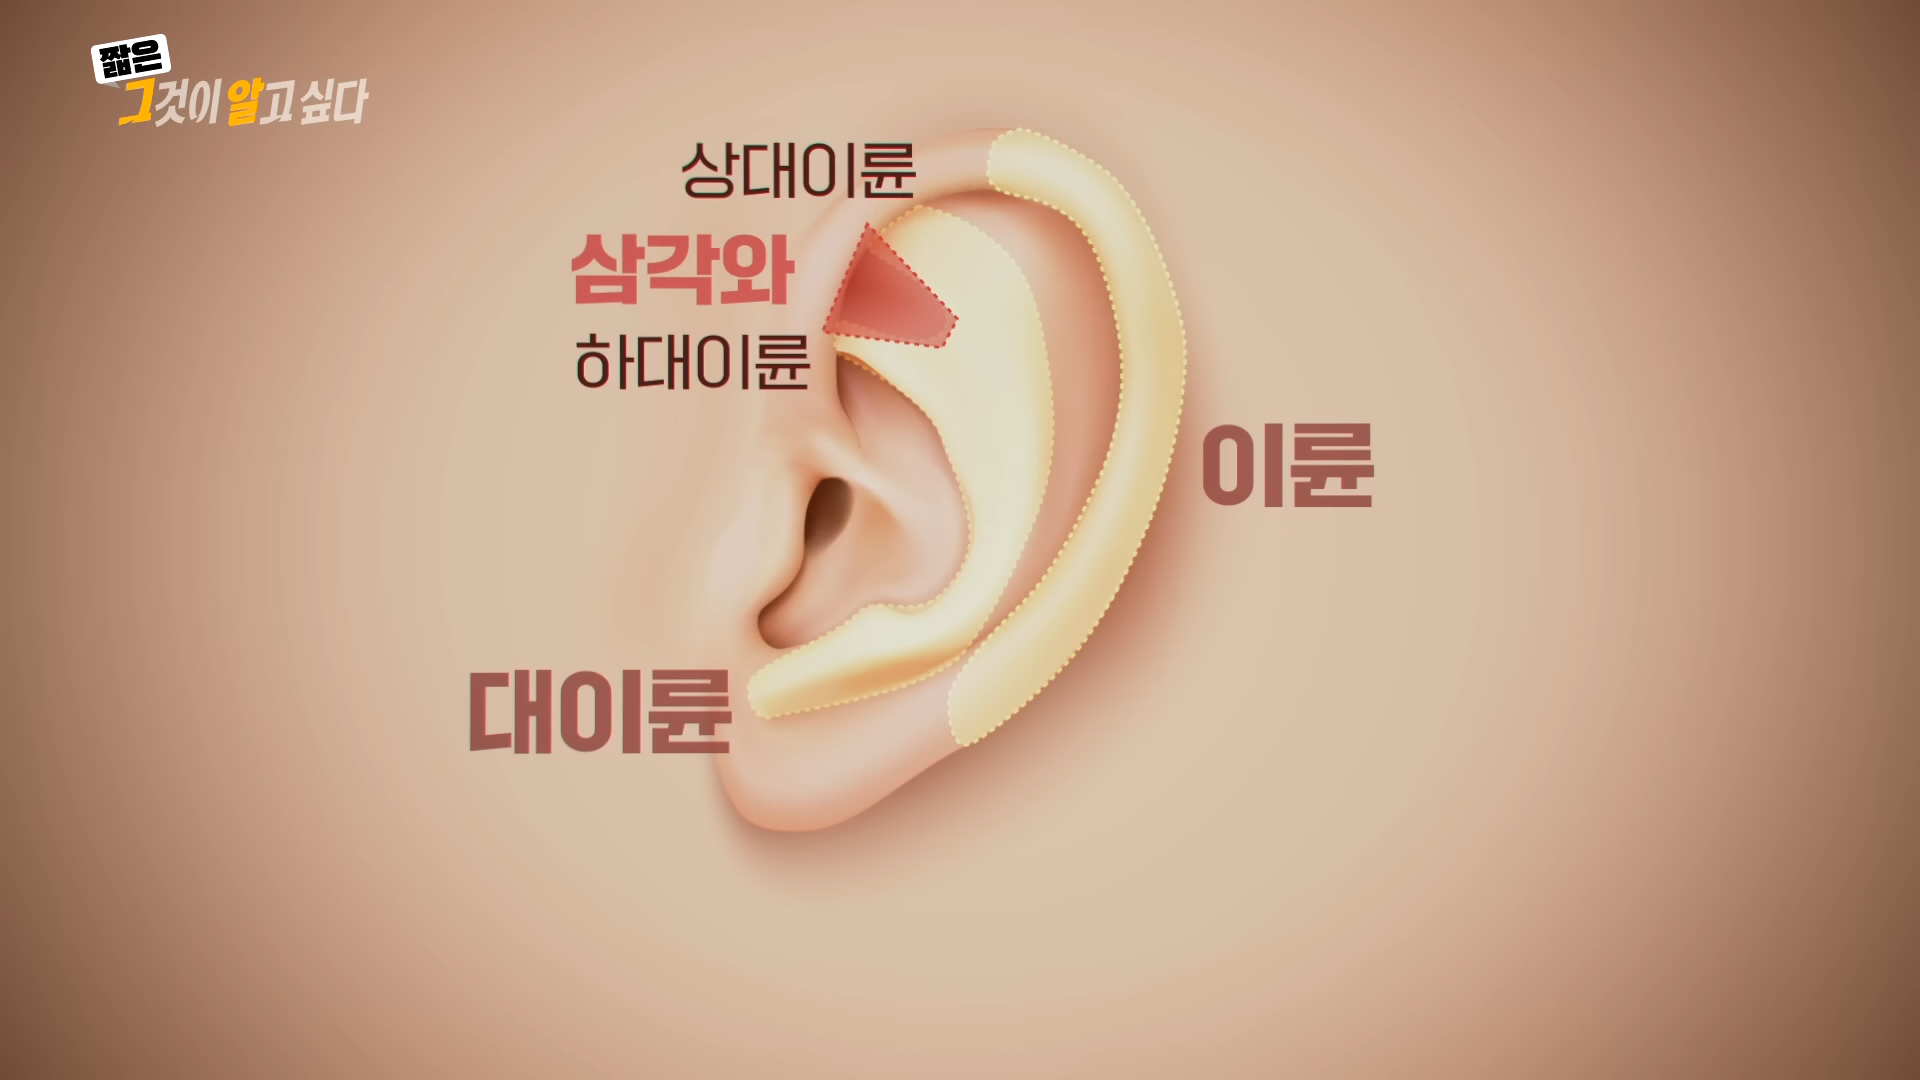 짧은
그것이 알고 싶다
상대이륜
삼각와
하대이륜
이륜
대이륜